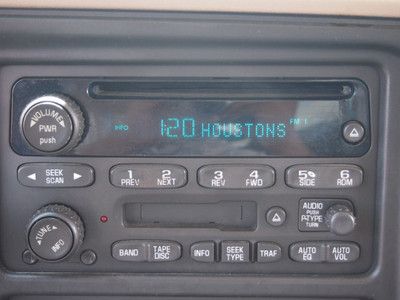 VOLUME
PWR
push
INFO
1:20 HOUSTONS
FM 1
SEEK
SCAN
1
PREV
2
NEXT
3
REV
4
FWD
5
SIDE
6
RDM
AUDIO
PUSH
P-TYPE
TURN
TUNE
INFO
BAND
TAPE
DISC
INFO
SEEK
TYPE
TRAF
AUTO
EQ
AUTO
VOL